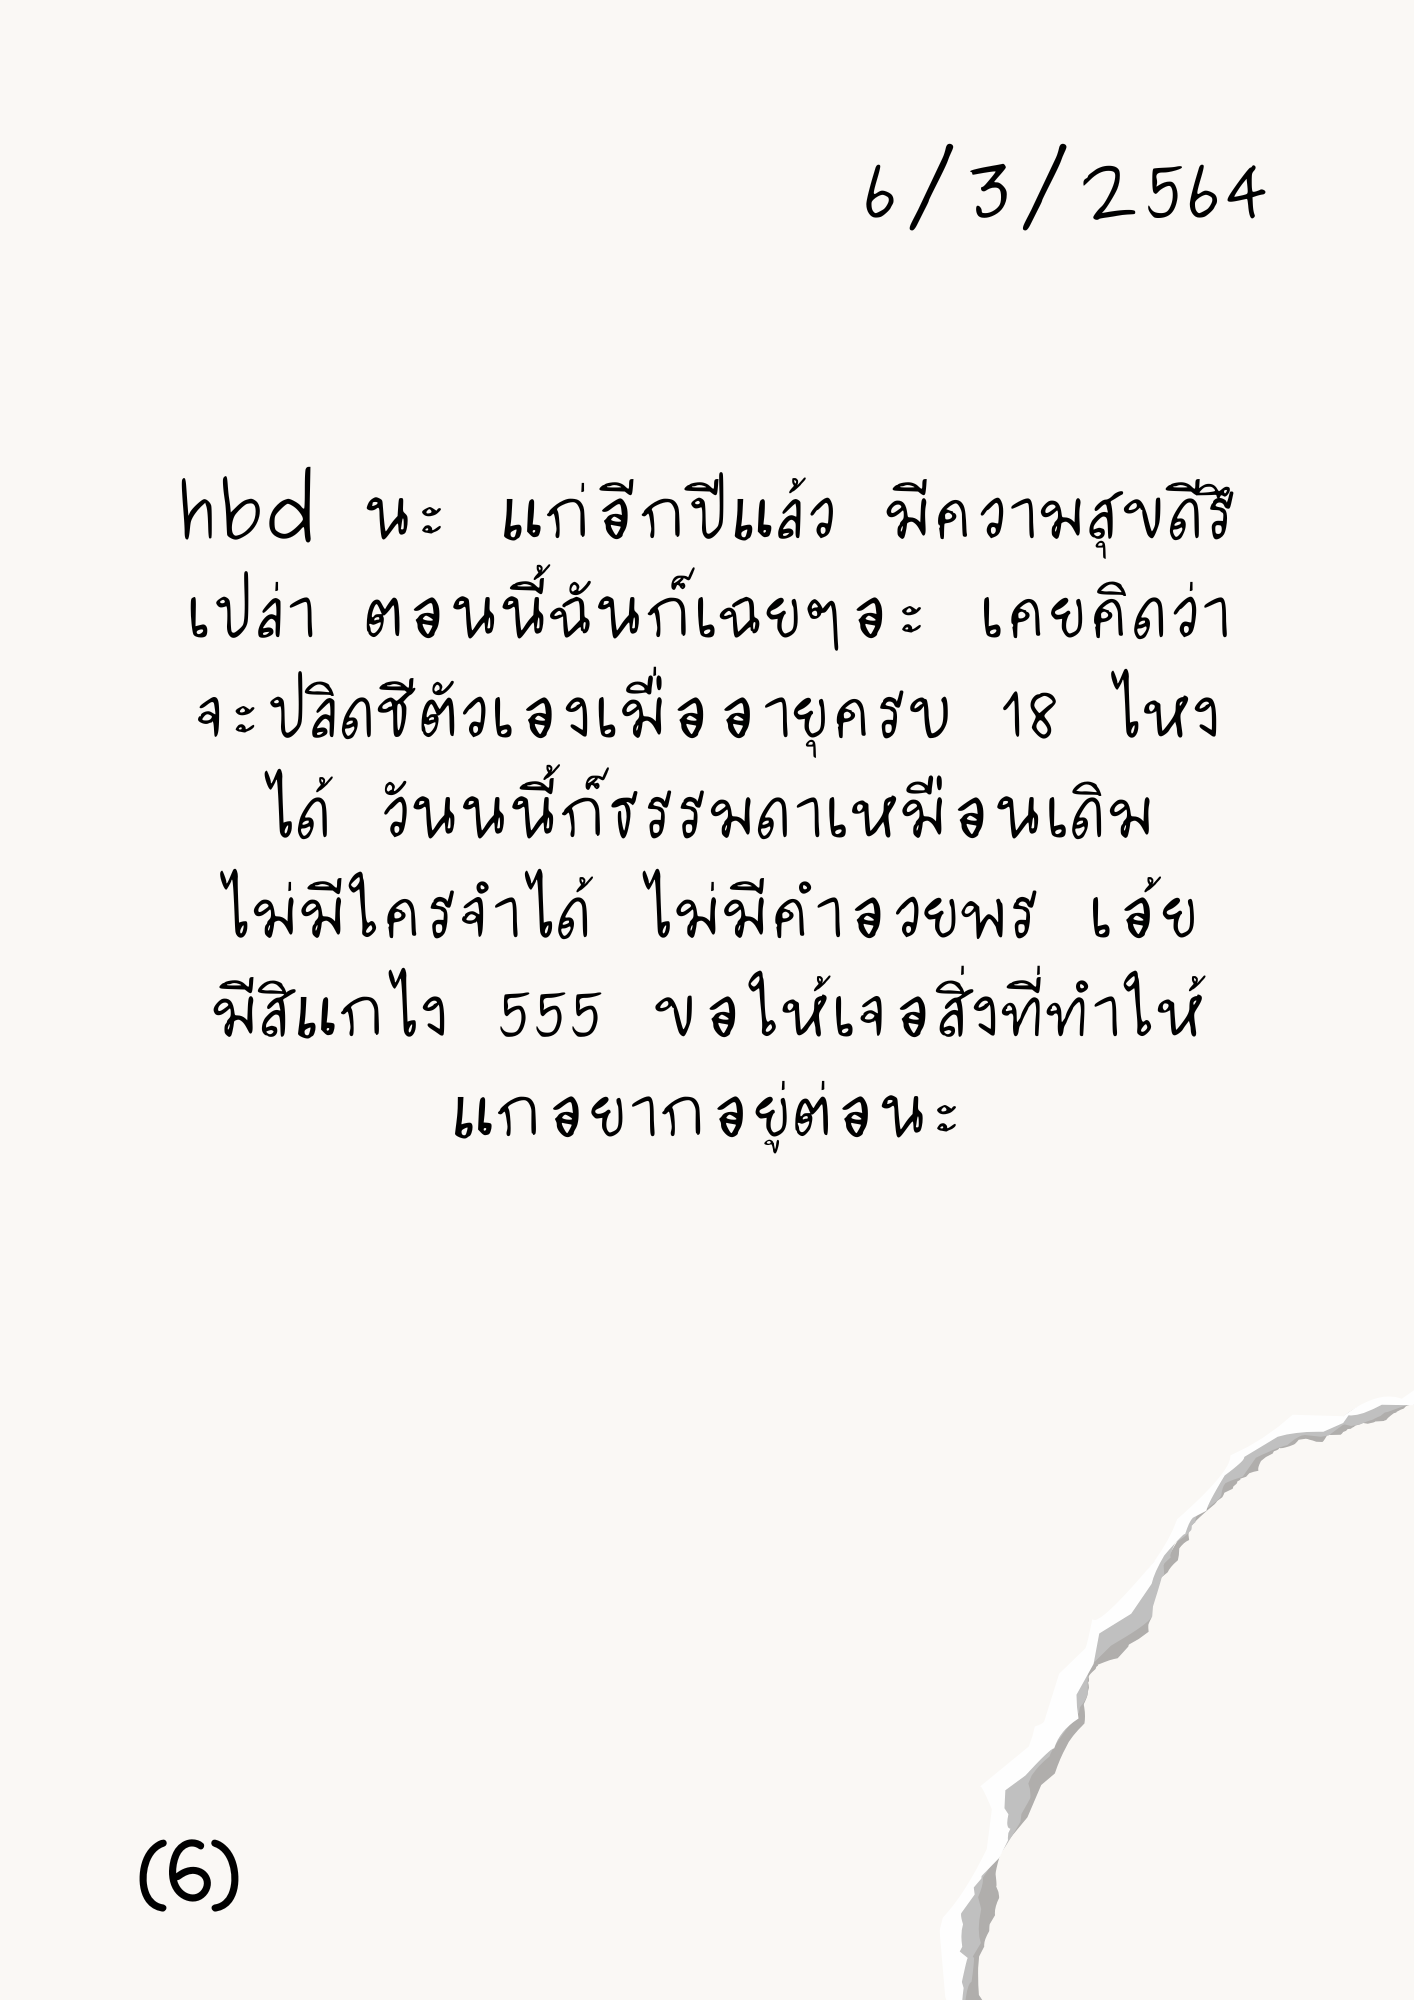 6/3/2564
hbd นะ แก่อีกปีแล้ว มีความสุขดีรึ
เปล่า ตอนนี้ฉันก็เฉยๆอะ เคยคิดว่า
จะปลิดชีตัวเองเมื่ออายุครบ 18 ไหง
ได้ วันนนี้ก็ธรรมดาเหมือนเดิม
ไม่มีใครจำได้ ไม่มีคำอวยพร เอ้ย
มีสิแกไง 555 ขอให้เจอสิ่งที่ทำให้
แกอยากอยู่ต่อนะ
(6)